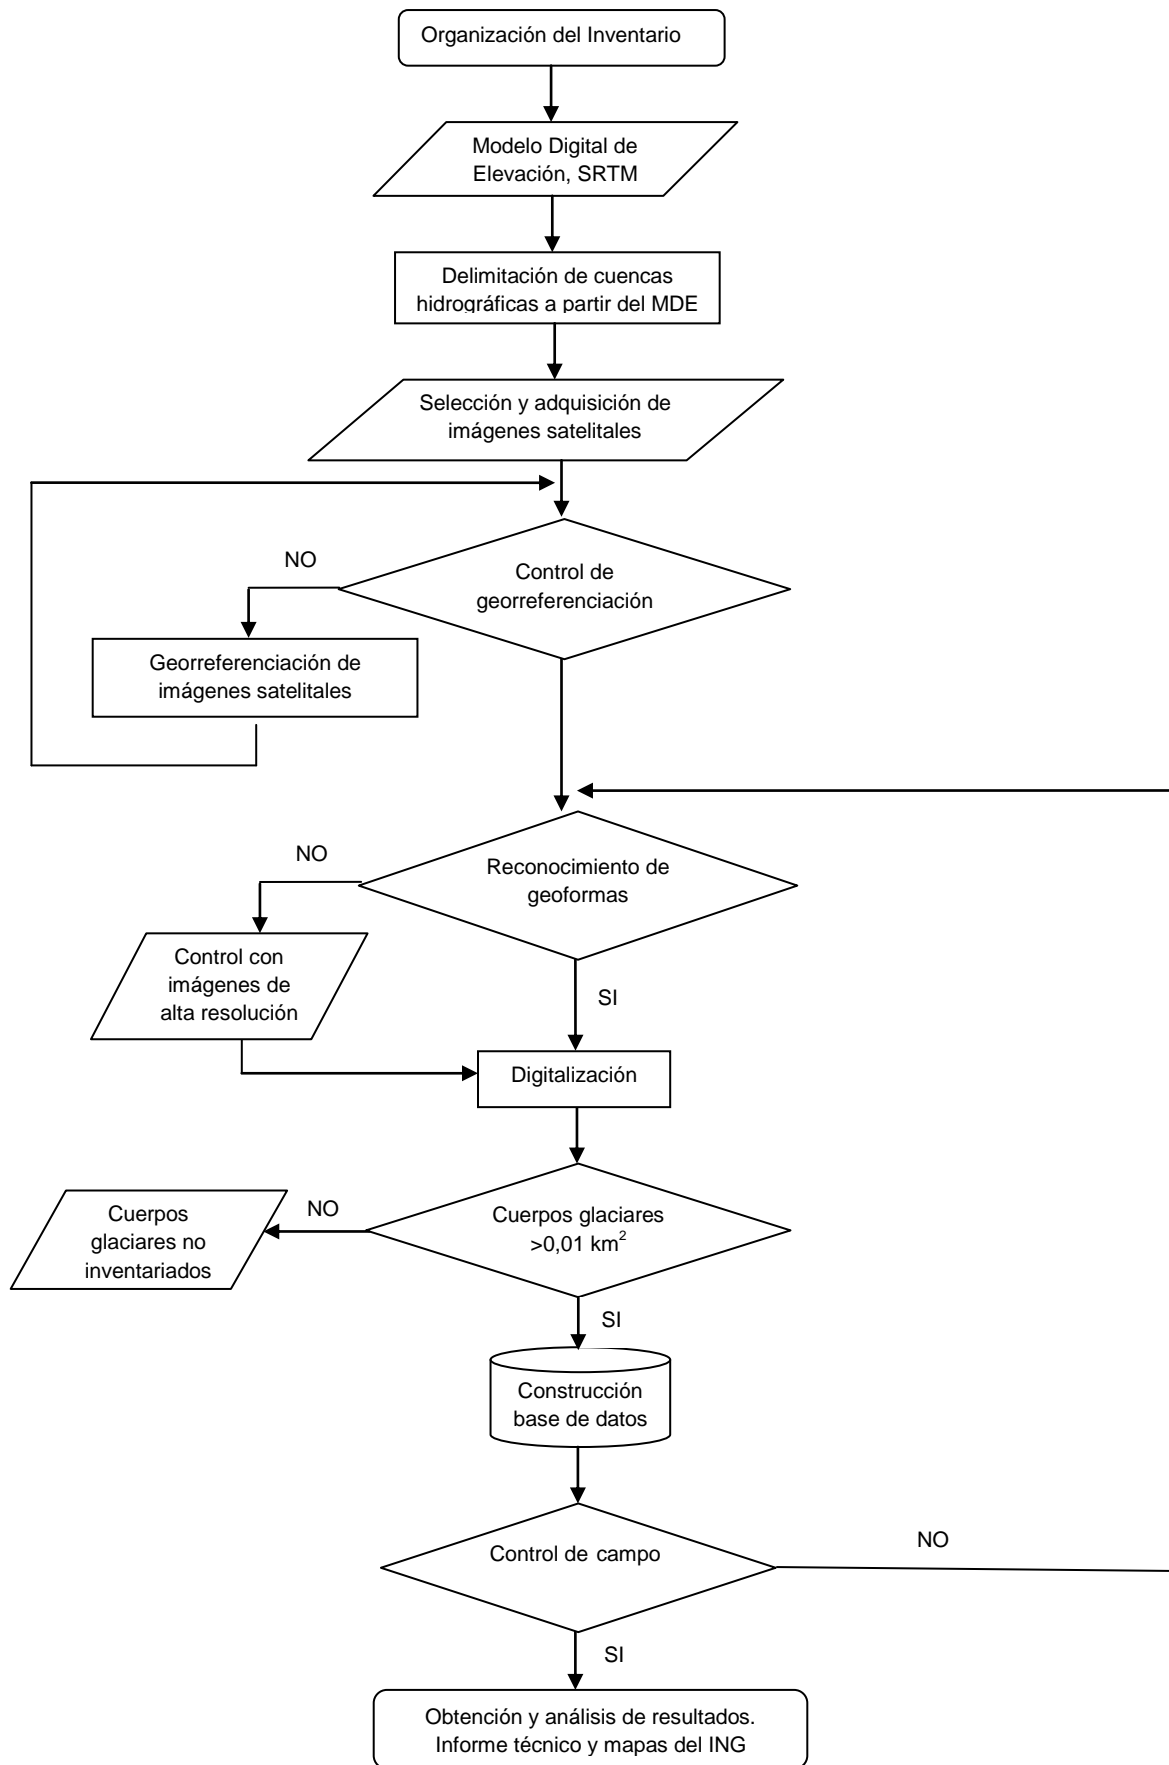 Organización del Inventario
Modelo Digital de
Elevación, SRTM
Delimitación de cuencas
hidrográficas a partir del MDE
Selección y adquisición de
imágenes satelitales
NO
Control de
georreferenciación
Georreferenciación de
imágenes satelitales
NO
Reconocimiento de
geoformas
Control con
imágenes de
alta resolución
SI
Digitalización
Cuerpos
glaciares no
inventariados
NO
Cuerpos glaciares
>0,01 km²
SI
Construcción
base de datos
Control de campo
NO
SI
Obtención y análisis de resultados.
Informe técnico y mapas del ING